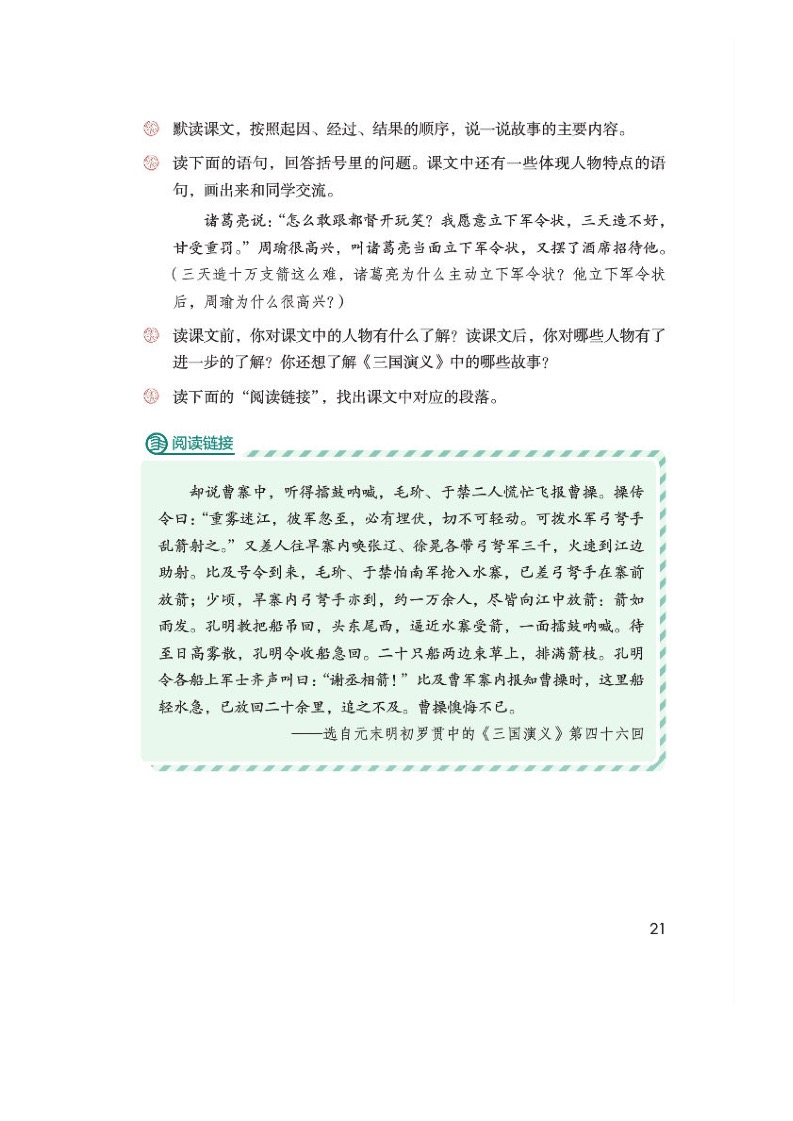 默读课文，按照起因、经过、结果的顺序，说一说故事的主要内容。
读下面的语句，回答括号里的问题。课文中还有一些体现人物特点的语
句，画出来和同学交流。
诸葛亮说：“怎么敢跟都督开玩笑？我愿意立下军令状，三天造不好，
甘受重罚。”周瑜很高兴，叫诸葛亮当面立下军令状，又摆了酒席招待他。
（三天造十万支箭这么难，诸葛亮为什么主动立下军令状？他立下军令状
后，周瑜为什么很高兴？）
读课文前，你对课文中的人物有什么了解？读课文后，你对哪些人物有了
进一步的了解？你还想了解《三国演义》中的哪些故事？
读下面的“阅读链接”，找出课文中对应的段落。
阅读链接
却说曹寨中，听得擂鼓呐喊，毛玠、于禁二人慌忙飞报曹操。操传
令曰：“重雾迷江，彼军忽至，必有埋伏，切不可轻动。可拨水军弓弩手
乱箭射之。”又差人往旱寨内唤张辽、徐晃各带弓弩军三千，火速到江边
助射。比及号令到来，毛玠、于禁怕南军抢入水寨，已差弓弩手在寨前
放箭；少顷，旱寨内弓弩手亦到，约一万余人，尽皆向江中放箭：箭如
雨发。孔明教把船吊回，头东尾西，逼近水寨受箭，一面擂鼓呐喊。待
至日高雾散，孔明令收船急回。二十只船两边束草上，排满箭枝。孔明
令各船上军士齐声叫曰：“谢丞相箭！”比及曹军寨内报知曹操时，这里船
轻水急，已放回二十余里，追之不及。曹操懊悔不已。
——选自元末明初罗贯中的《三国演义》第四十六回
21